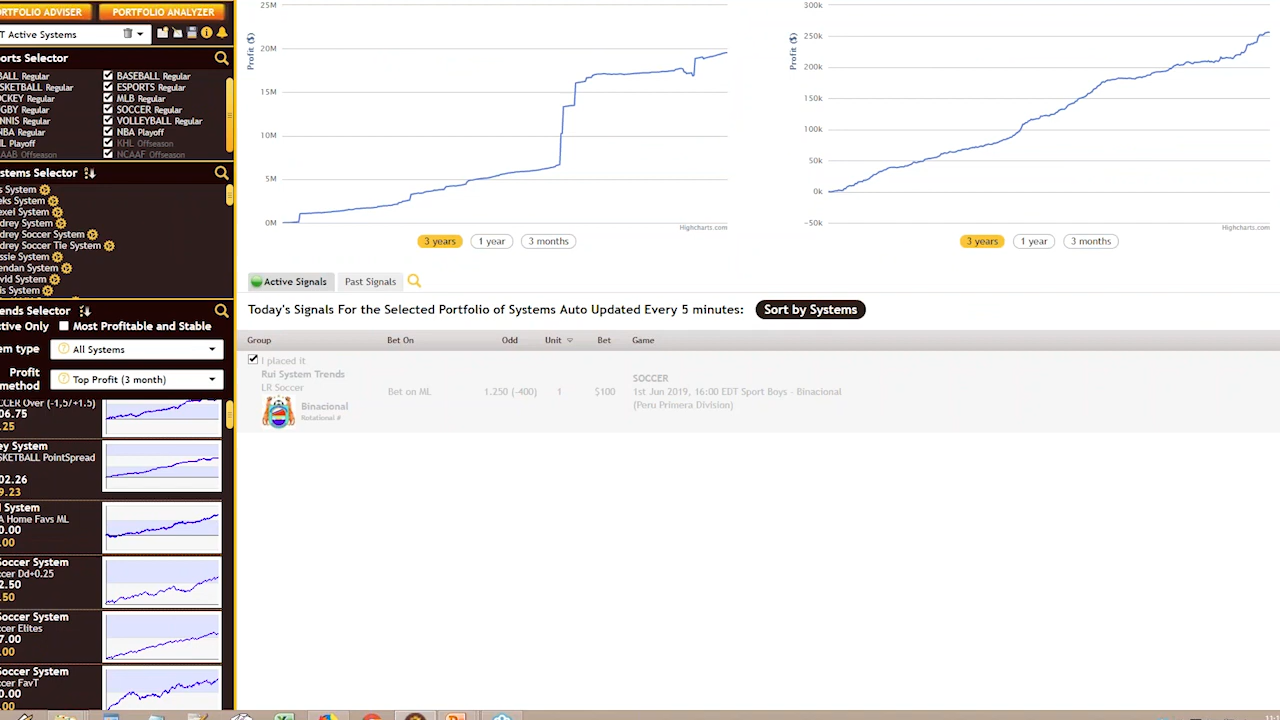 ORTFOLIO ADVISER PORTFOLIO ANALYZER
T Active Systems
orts Selector
BALL Regular BASEBALL Regular
SKETBALL Regular ESPORTS Regular
OCKEY Regular MLB Regular
GBY Regular SOCCER Regular
NNIS Regular VOLLEYBALL Regular
NBA Regular NBA Playoff
L Playoff KHL Offseason
AAB Offseason NCAAF Offseason
stems Selector
s System
eks System
exel System
drey System
drey Soccer System
drey Soccer Tie System
ssie System
endan System
vid System
is System
ends Selector
ctive Only Most Profitable and Stable
em type All Systems
Profit method Top Profit (3 month)
CCER Over (-1,5/+1.5)
06.75
.25
ey System
SKETBALL PointSpread
02.26
9.23
l System
A Home Favs ML
0.00
.00
Soccer System
ccer Dd+0.25
2.50
.50
Soccer System
ccer Elites
7.00
.00
Soccer System
ccer FavT
0.00
.00
Profit ($)
25M
20M
15M
10M
5M
0M
Highcharts.com
3 years 1 year 3 months
Profit ($)
300k
250k
200k
150k
100k
50k
0k
-50k
Highcharts.com
3 years 1 year 3 months
Active Signals Past Signals
Today's Signals For the Selected Portfolio of Systems Auto Updated Every 5 minutes: Sort by Systems
Group Bet On Odd Unit Bet Game
I placed it
Rui System Trends
LR Soccer
Binacional
Rotational #
Bet on ML 1.250 (-400) 1 $100
SOCCER
1st Jun 2019, 16:00 EDT Sport Boys - Binacional
(Peru Primera Division)